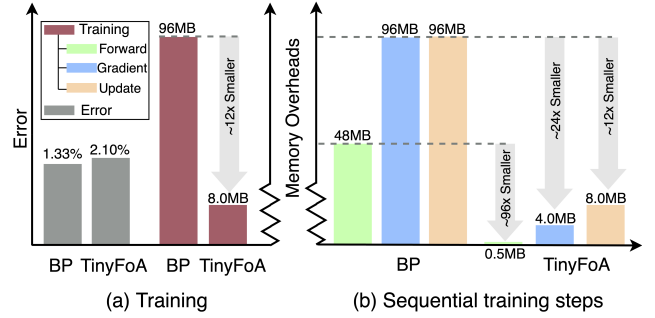 Error
Training
Forward
Gradient
Update
Error
1.33%
2.10%
96MB
~12x Smaller
8.0MB
BP
TinyFoA
BP
TinyFoA
(a) Training
Memory Overheads
48MB
96MB
96MB
~96x Smaller
~24x Smaller
~12x Smaller
0.5MB
4.0MB
8.0MB
BP
TinyFoA
(b) Sequential training steps